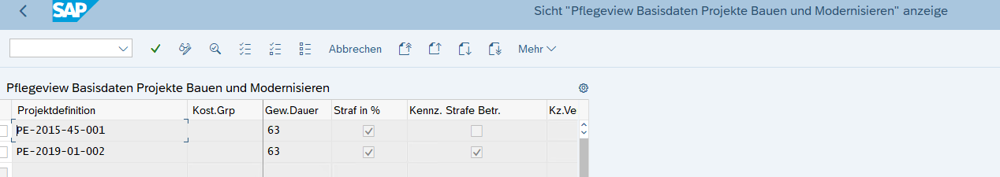 SAP
Sicht "Pflegeview Basisdaten Projekte Bauen und Modernisieren" anzeige
Abbrechen
Mehr
Pflegeview Basisdaten Projekte Bauen und Modernisieren
Projektdefinition Kost.Grp Gew.Dauer Straf in % Kennz. Strafe Betr. Kz.Ve
PE-2015-45-001 63
PE-2019-01-002 63